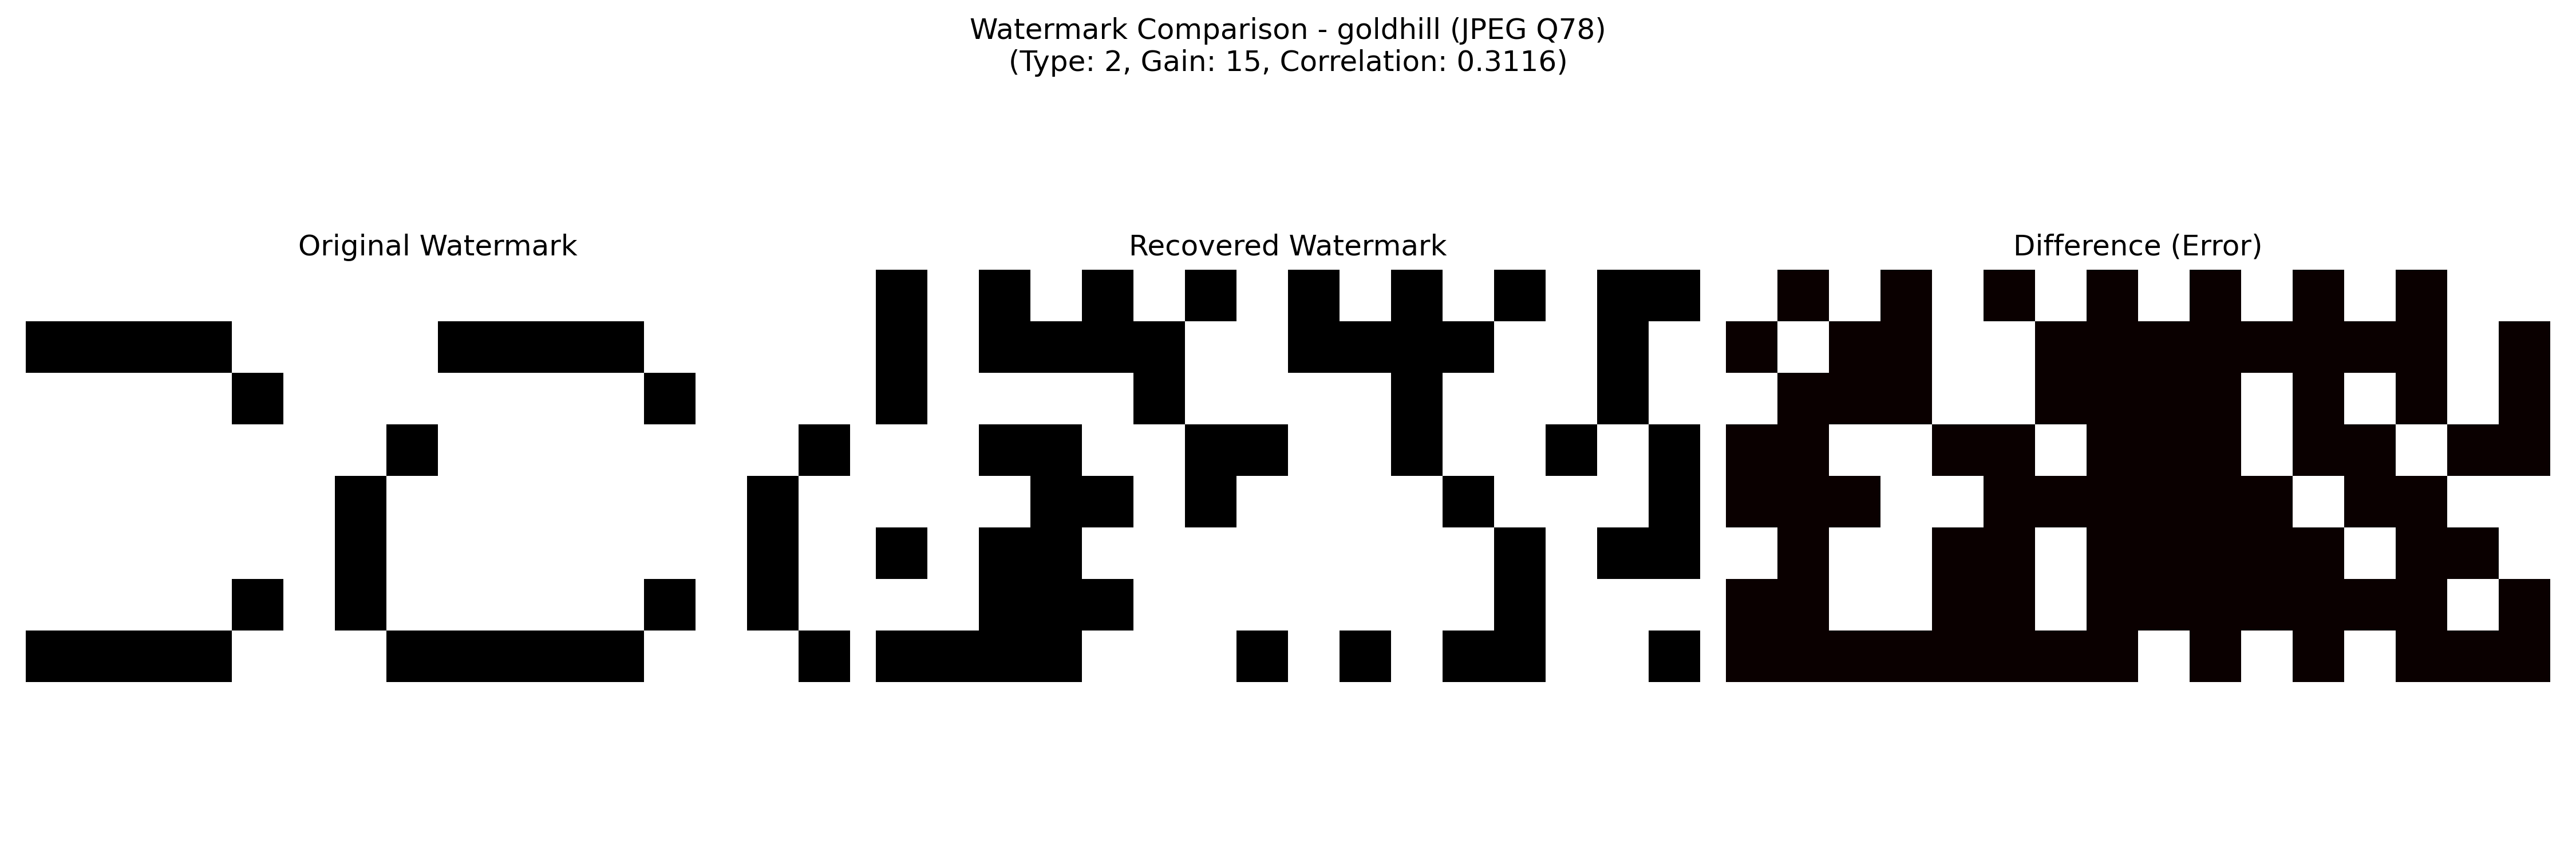 Watermark Comparison - goldhill (JPEG Q78)
(Type: 2, Gain: 15, Correlation: 0.3116)
Original Watermark
Recovered Watermark
Difference (Error)